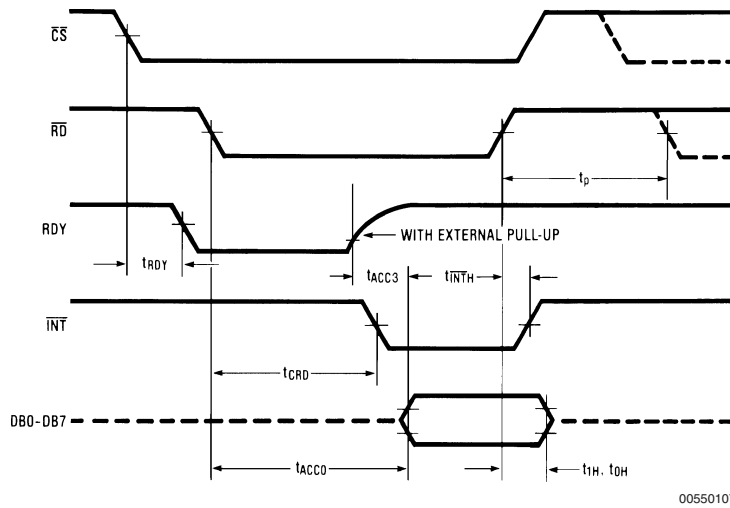 CS
RD
tp
RDY
WITH EXTERNAL PULL-UP
tRDY
tACC3
tINTH
INT
tCRD
DB0-DB7
tACC0
t1H, t0H
0055010